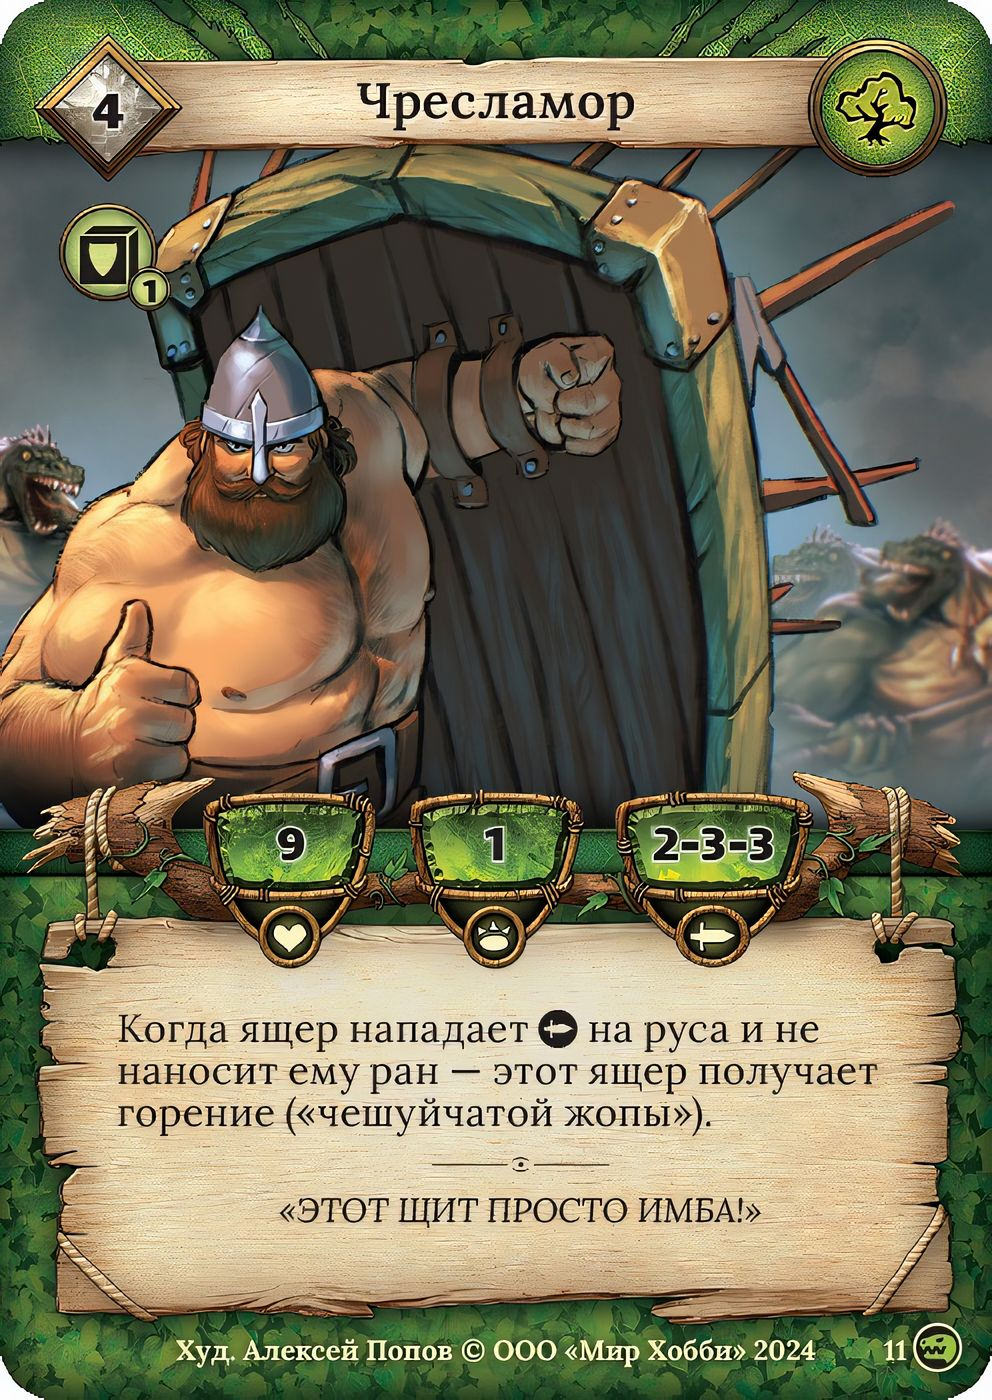 4
Чресламор
1
9
1
2-3-3
Когда ящер нападает на руса и не
наносит ему ран — этот ящер получает
горение («чешуйчатой жопы»).
«ЭТОТ ЩИТ ПРОСТО ИМБА!»
Худ. Алексей Попов © ООО «Мир Хобби» 2024
11